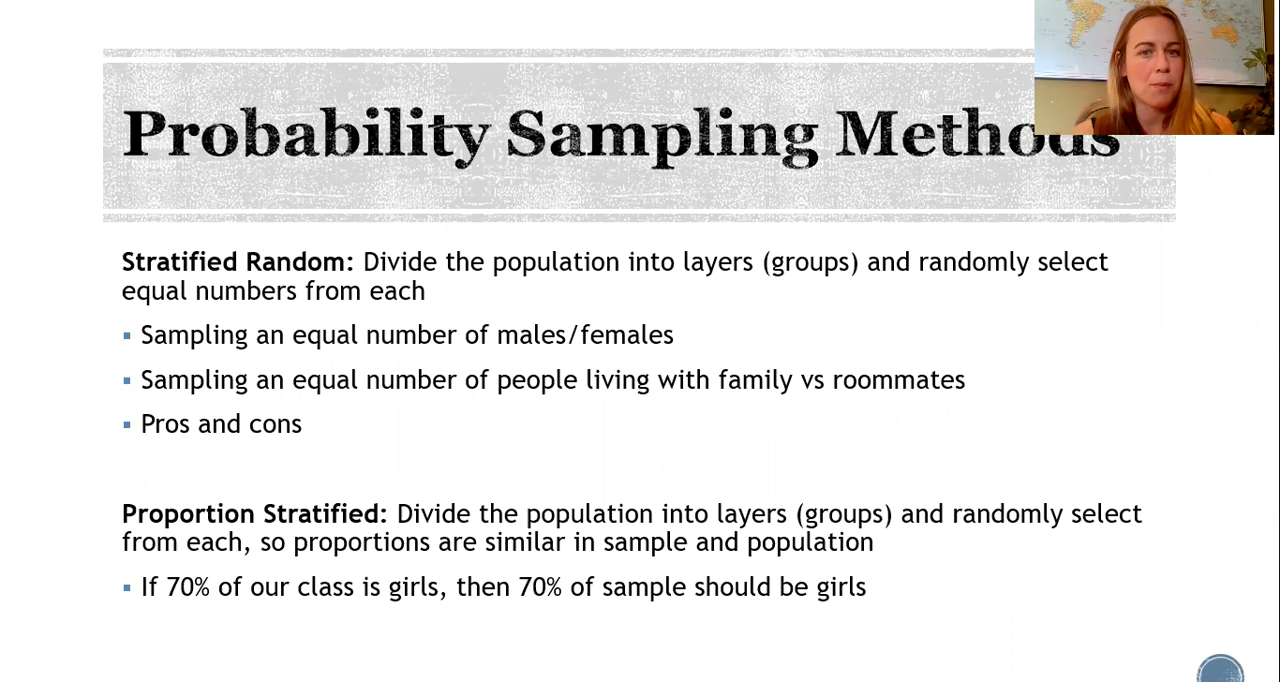 Probability Sampling Methods
Stratified Random: Divide the population into layers (groups) and randomly select
equal numbers from each
▪ Sampling an equal number of males/females
▪ Sampling an equal number of people living with family vs roommates
▪ Pros and cons
Proportion Stratified: Divide the population into layers (groups) and randomly select
from each, so proportions are similar in sample and population
▪ If 70% of our class is girls, then 70% of sample should be girls